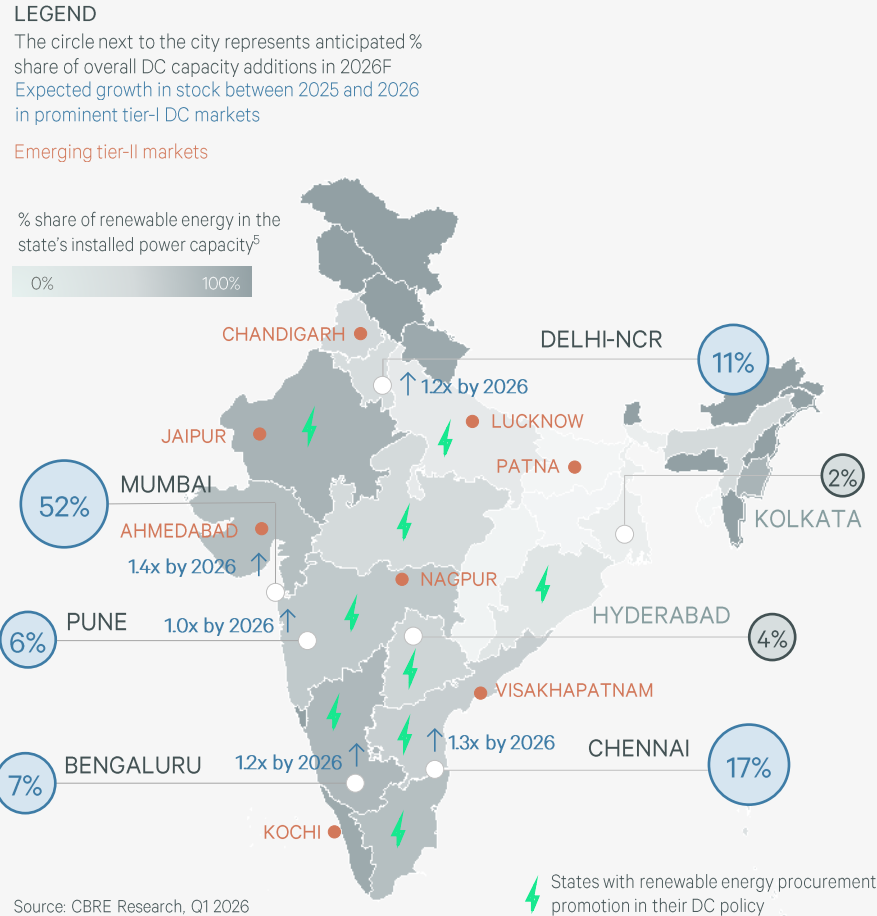 LEGEND
The circle next to the city represents anticipated %
share of overall DC capacity additions in 2026F
Expected growth in stock between 2025 and 2026
in prominent tier-I DC markets
Emerging tier-II markets
% share of renewable energy in the
state's installed power capacity5
0%
100%
CHANDIGARH
DELHI-NCR
11%
↑ 1.2x by 2026
LUCKNOW
JAIPUR
PATNA
2%
KOLKATA
MUMBAI
52%
AHMEDABAD
1.4x by 2026 ↑
NAGPUR
HYDERABAD
4%
PUNE
1.0x by 2026 ↑
6%
VISAKHAPATNAM
↑ 1.3x by 2026
CHENNAI
17%
BENGALURU
1.2x by 2026 ↑
7%
KOCHI
States with renewable energy procurement
promotion in their DC policy
Source: CBRE Research, Q1 2026